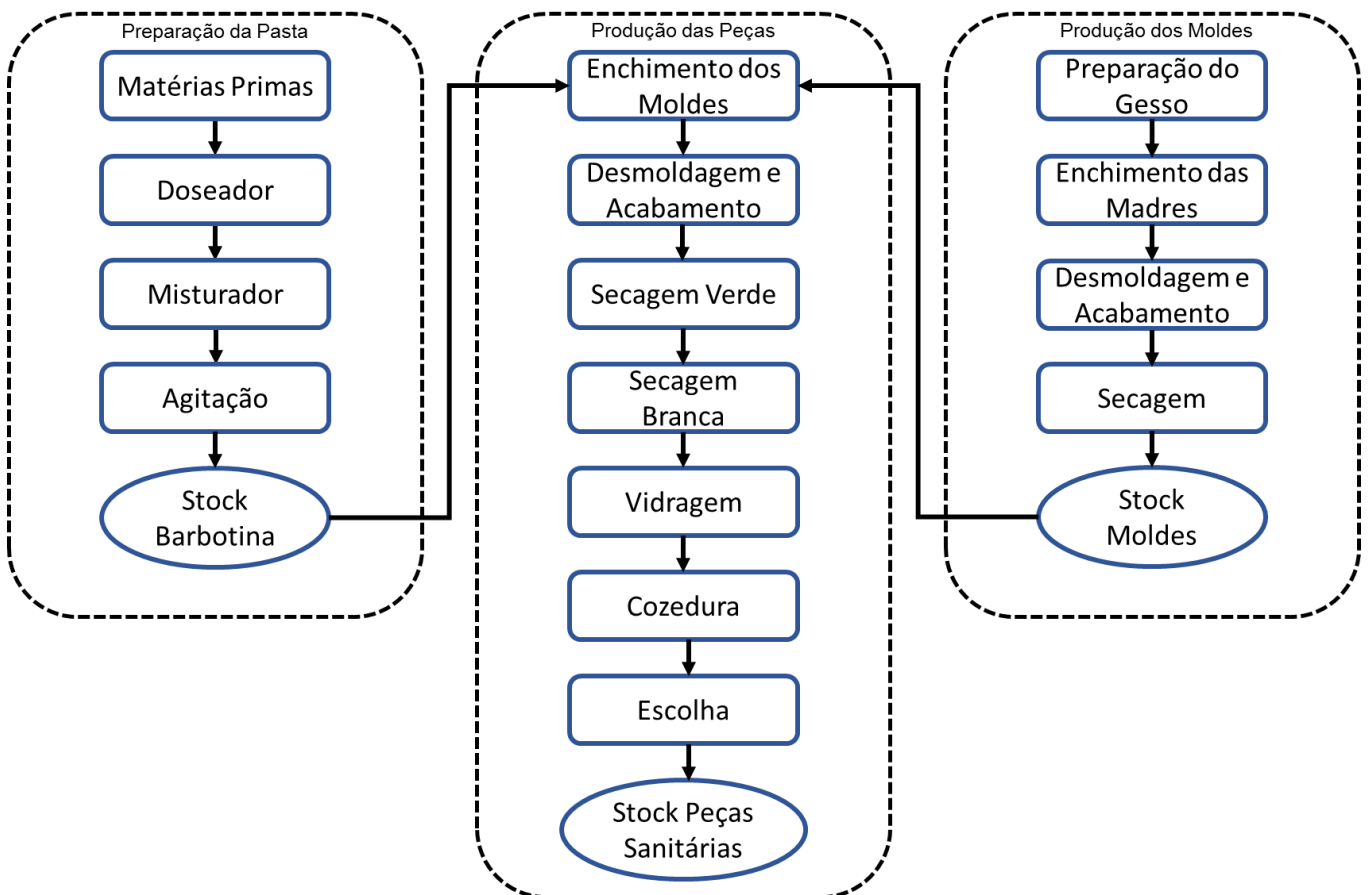 Preparação da Pasta
Matérias Primas
Doseador
Misturador
Agitação
Stock
Barbotina
Produção das Peças
Enchimento dos
Moldes
Desmoldagem e
Acabamento
Secagem Verde
Secagem
Branca
Vidragem
Cozedura
Escolha
Stock Peças
Sanitárias
Produção dos Moldes
Preparação do
Gesso
Enchimento das
Madres
Desmoldagem e
Acabamento
Secagem
Stock
Moldes